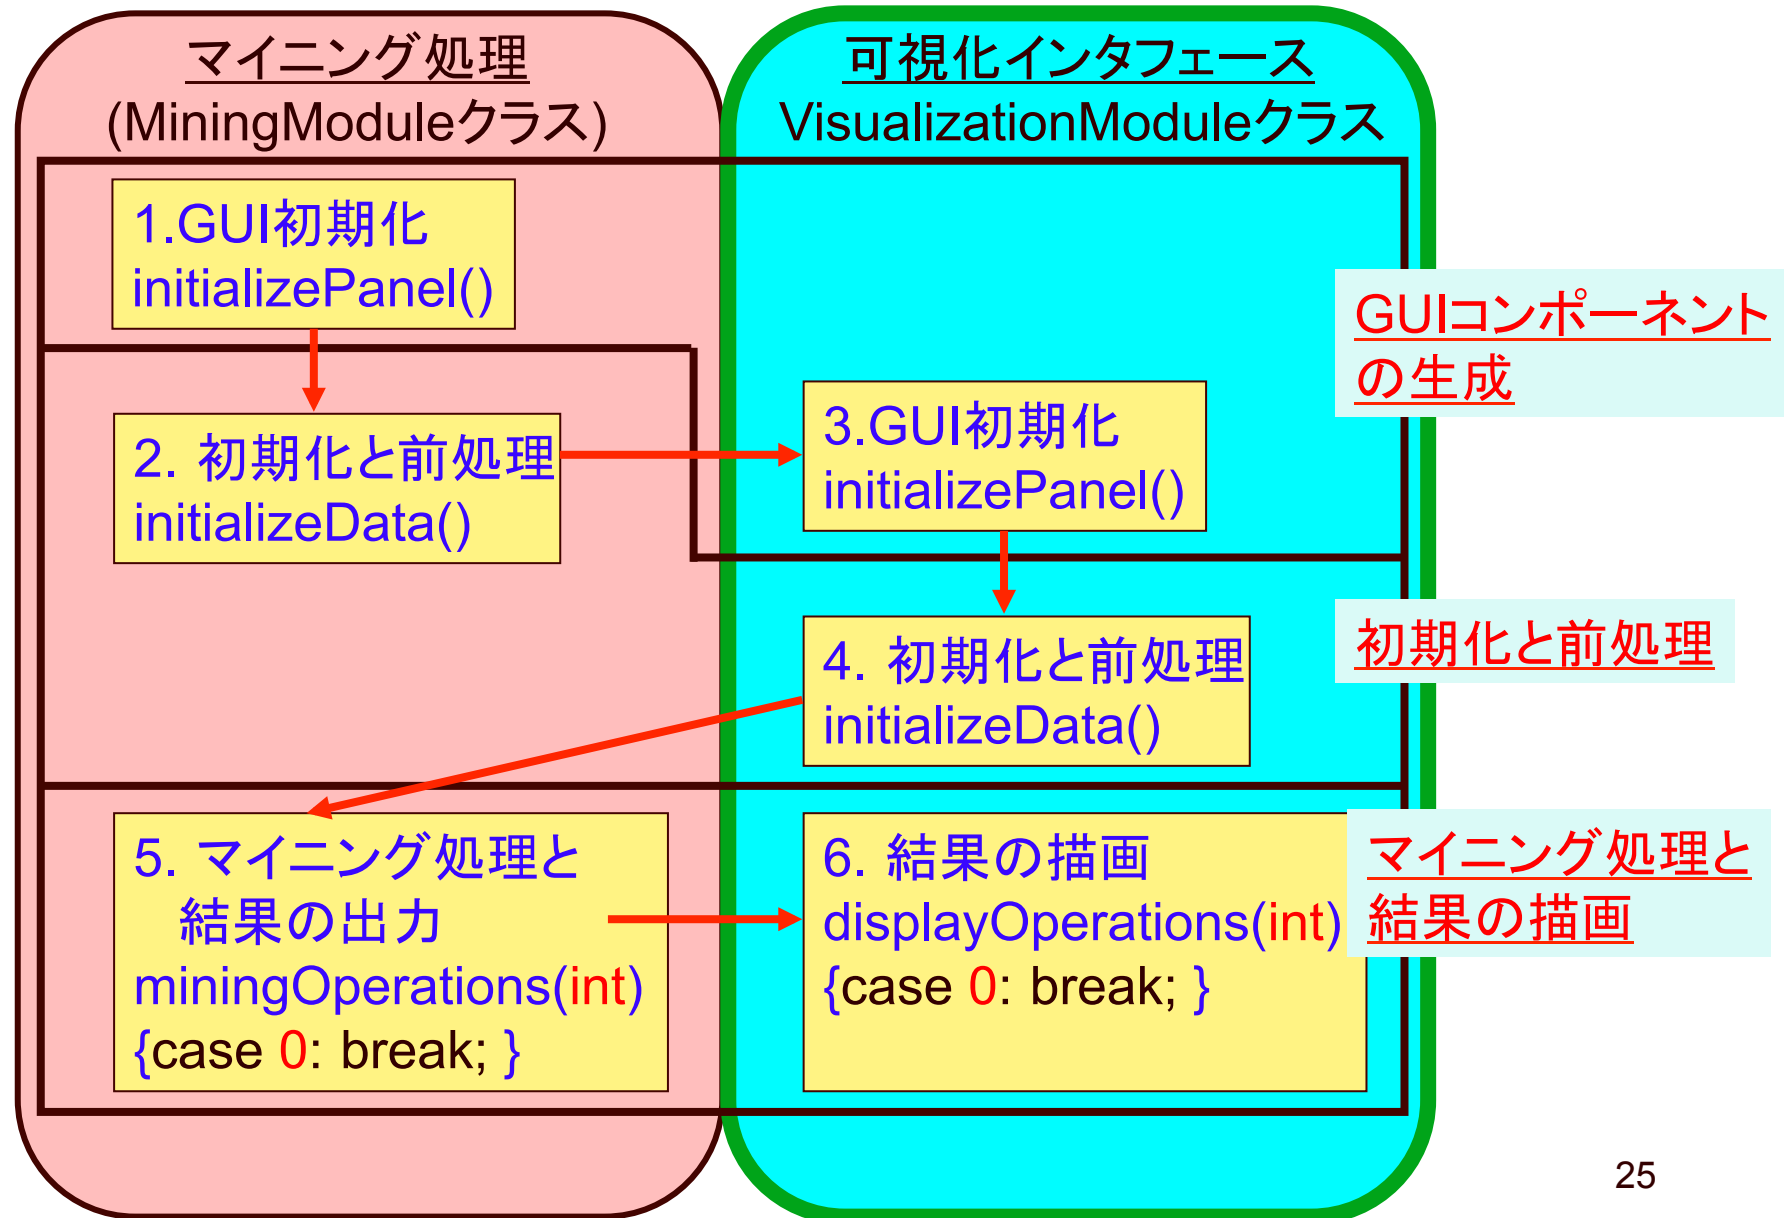 マイニング処理
(MiningModuleクラス)
可視化インタフェース
VisualizationModuleクラス
1.GUI初期化
initializePanel()
2. 初期化と前処理
initializeData()
3.GUI初期化
initializePanel()
GUIコンポーネント
の生成
4. 初期化と前処理
initializeData()
初期化と前処理
5. マイニング処理と
結果の出力
miningOperations(int)
{case 0: break; }
6. 結果の描画
displayOperations(int)
{case 0: break; }
マイニング処理と
結果の描画
25